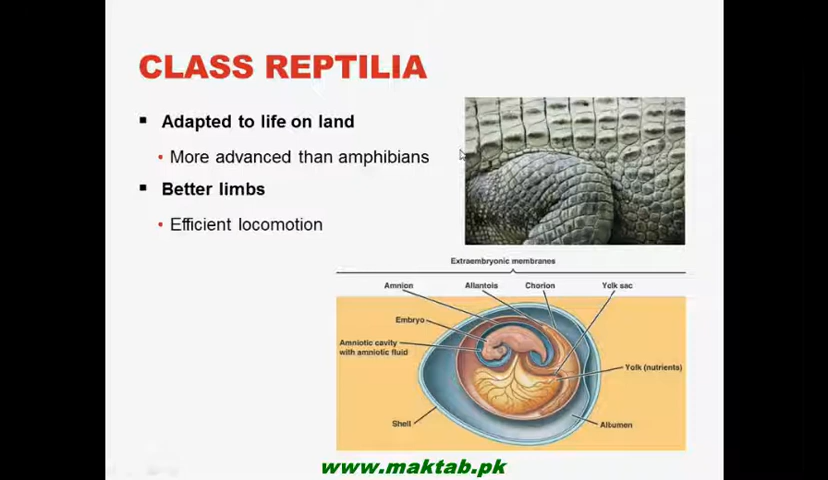 CLASS REPTILIA
▪ Adapted to life on land
• More advanced than amphibians
▪ Better limbs
• Efficient locomotion
Extraembryonic membranes
Amnion Allantois Chorion Yolk sac
Embryo
Amniotic cavity
with amniotic fluid
Yolk (nutrients)
Shell
Albumen
www.maktab.pk